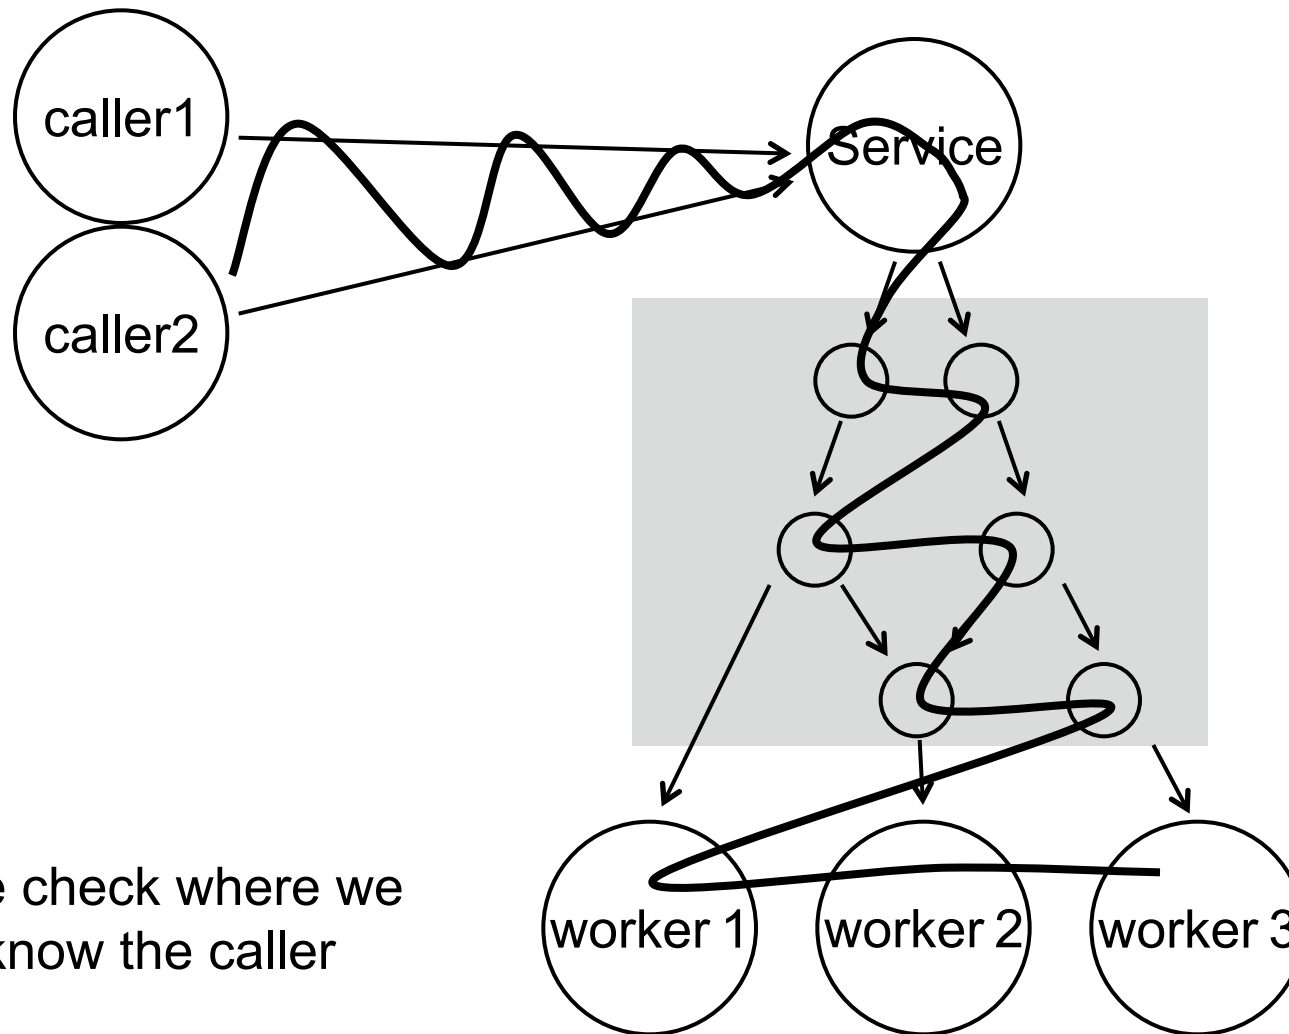 caller1
Service
caller2
e check where we
know the caller
worker 1
worker 2
worker 3